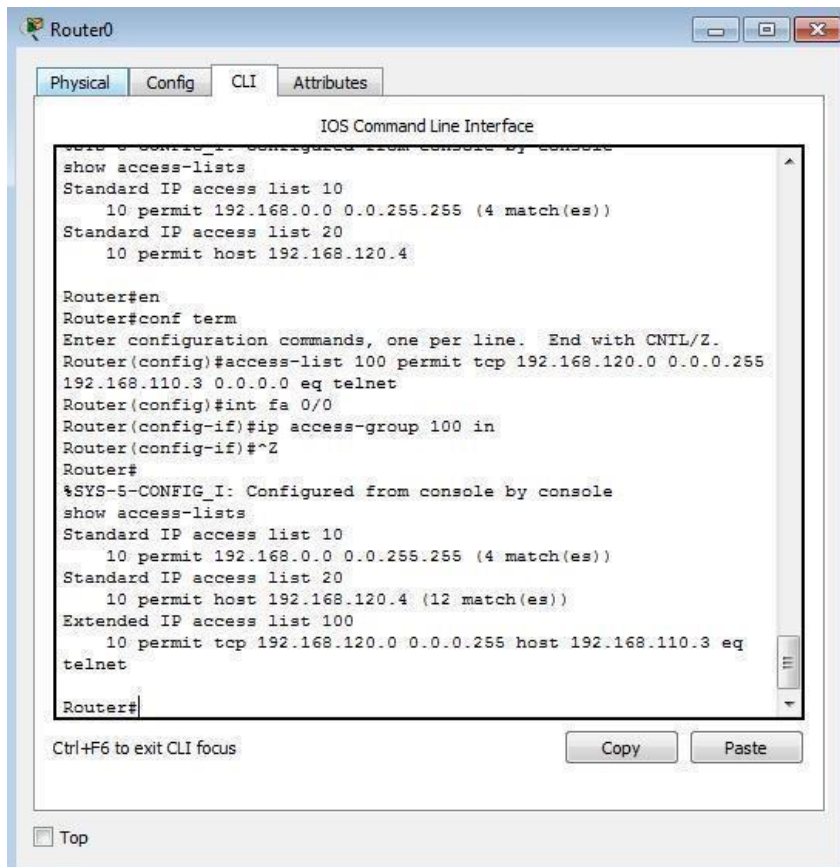 Router0
Physical
Config
CLI
Attributes
IOS Command Line Interface
%SYS-5-CONFIG_I: Configured from console by console
show access-lists
Standard IP access list 10
10 permit 192.168.0.0 0.0.255.255 (4 match(es))
Standard IP access list 20
10 permit host 192.168.120.4
Router#en
Router#conf term
Enter configuration commands, one per line. End with CNTL/Z.
Router(config)#access-list 100 permit tcp 192.168.120.0 0.0.0.255
192.168.110.3 0.0.0.0 eq telnet
Router(config)#int fa 0/0
Router(config-if)#ip access-group 100 in
Router(config-if)#^Z
Router#
%SYS-5-CONFIG_I: Configured from console by console
show access-lists
Standard IP access list 10
10 permit 192.168.0.0 0.0.255.255 (4 match(es))
Standard IP access list 20
10 permit host 192.168.120.4 (12 match(es))
Extended IP access list 100
10 permit tcp 192.168.120.0 0.0.0.255 host 192.168.110.3 eq
telnet
Router#
Ctrl+F6 to exit CLI focus
Copy
Paste
Top